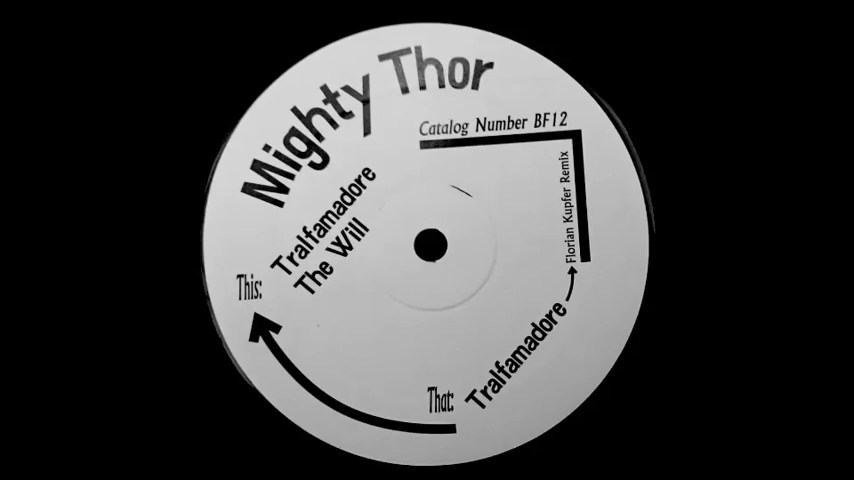 Mighty Thor
Catalog Number BF12
Florian Kupfer Remix
This:
Tralfamadore
The Will
That:
Tralfamadore